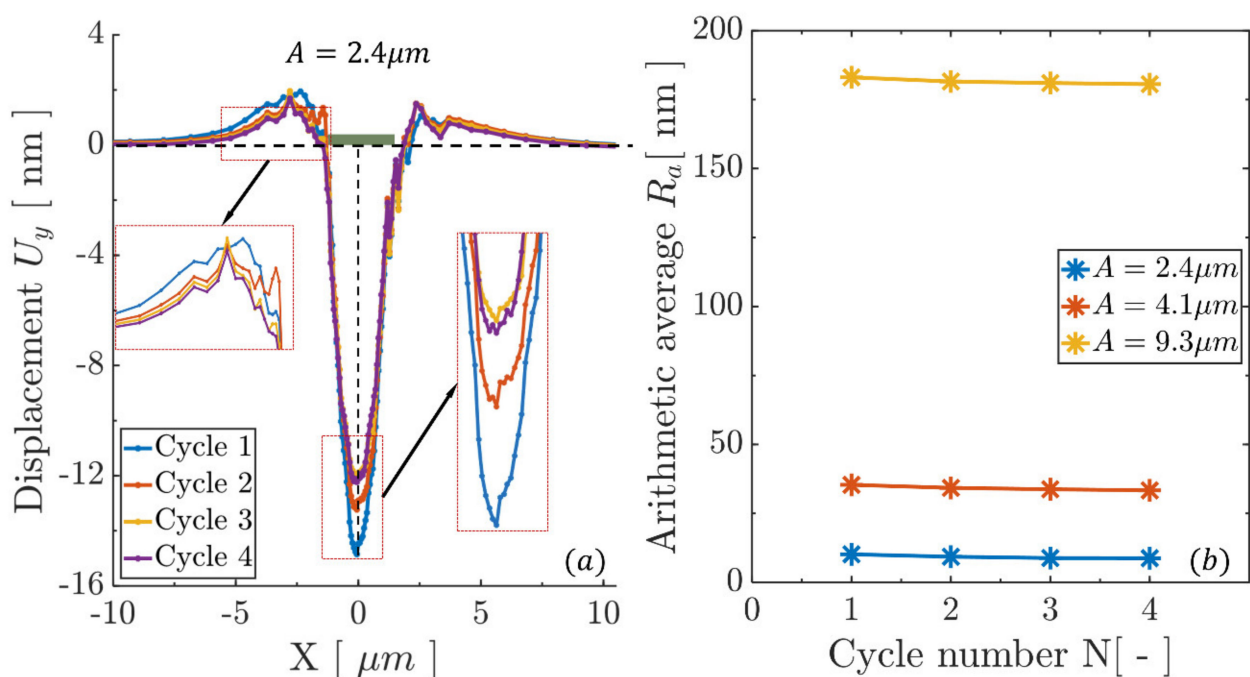 A = 2.4μm
4
0
-4
-8
-12
-16
Displacement U_y [ nm ]
Cycle 1
Cycle 2
Cycle 3
Cycle 4
(a)
-10
-5
0
5
10
X [ μm ]
200
150
100
50
0
Arithmetic average R_a[ nm]
A = 2.4μm
A = 4.1μm
A = 9.3μm
(b)
0
1
2
3
4
Cycle number N[ - ]